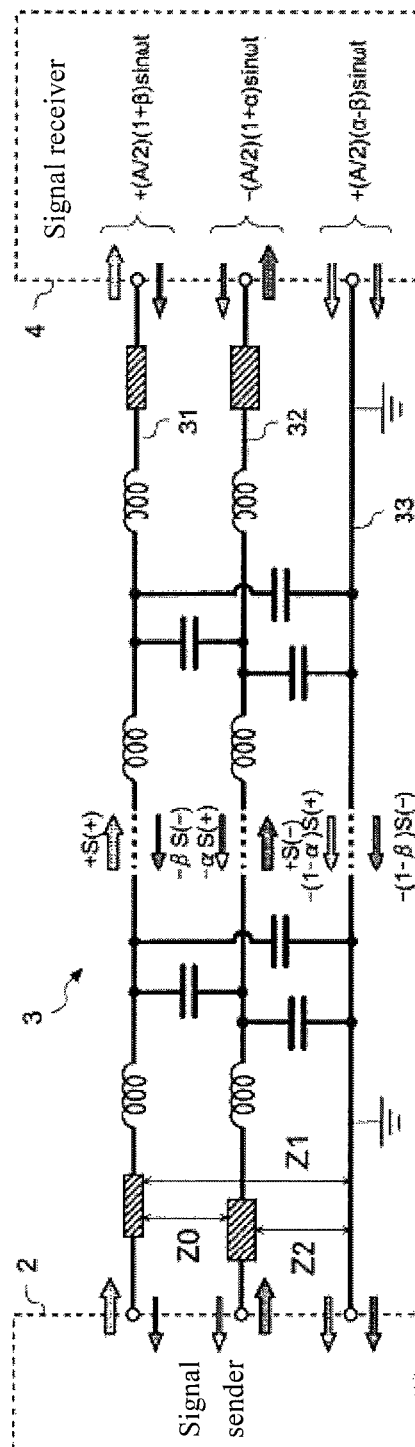 3
2
Signal
sender
Z0
Z1
Z2
+S(+)
-β S(-)
-α S(+)
+S(-)
-(1-α)S(+)
-(1-β)S(-)
31
32
33
4
Signal receiver
+(A/2)(1+β)sinωt
-(A/2)(1+α)sinωt
+(A/2)(α-β)sinωt